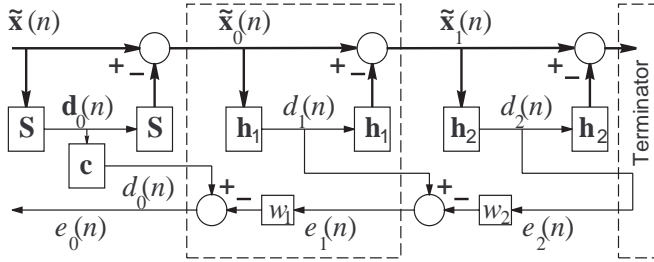 x̃(n) x̃₀(n) x̃₁(n)
+ − + − + −
S d₀(n) S h₁ d₁(n) h₁ h₂ d₂(n) h₂
c
d₀(n) + − w₁ + − w₂
e₀(n) e₁(n) e₂(n)
Terminator